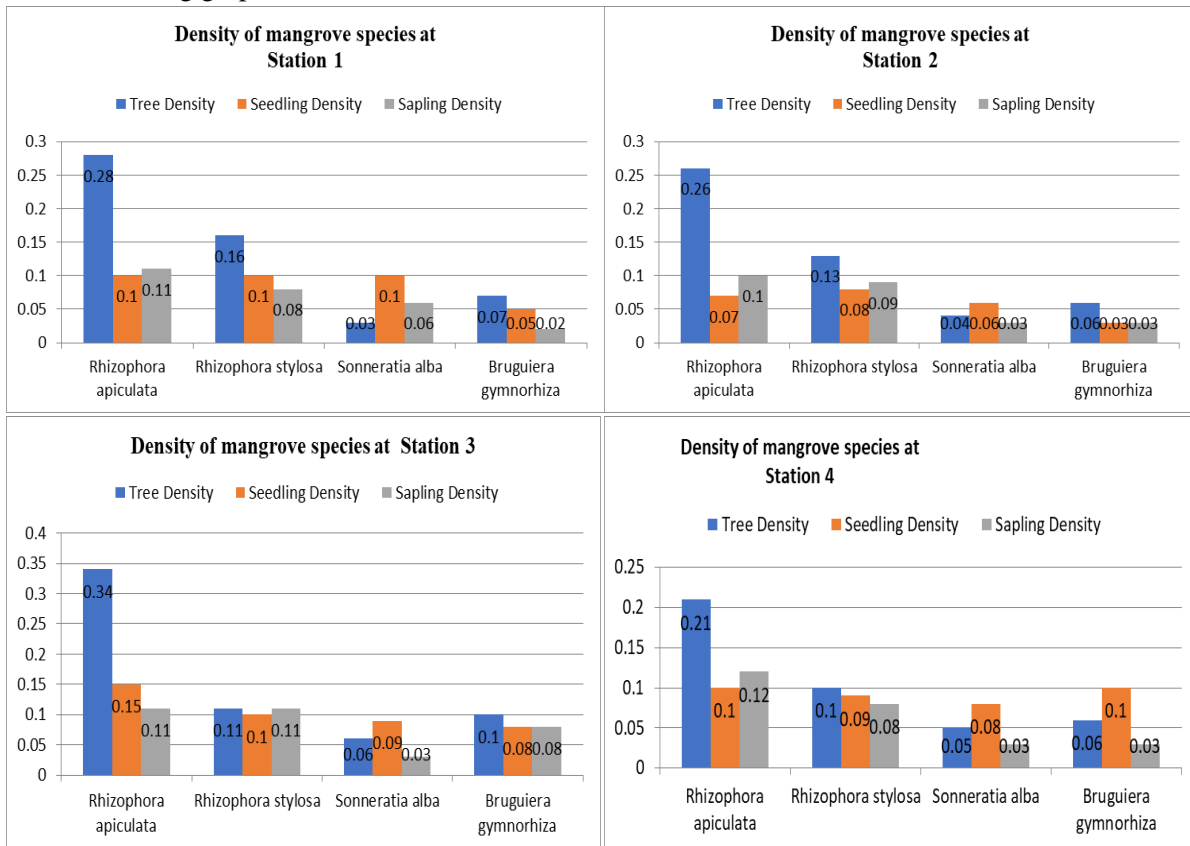 Density of mangrove species at
Station 1
Tree Density Seedling Density Sapling Density
0.3
0.25
0.2
0.15
0.1
0.05
0
0.28 0.1 0.11
0.16 0.1 0.08
0.03 0.1 0.06
0.07 0.05 0.02
Rhizophora apiculata
Rhizophora stylosa
Sonneratia alba
Bruguiera gymnorhiza
Density of mangrove species at
Station 2
Tree Density Seedling Density Sapling Density
0.3
0.25
0.2
0.15
0.1
0.05
0
0.26 0.07 0.1
0.13 0.08 0.09
0.04 0.06 0.03
0.06 0.03 0.03
Rhizophora apiculata
Rhizophora stylosa
Sonneratia alba
Bruguiera gymnorhiza
Density of mangrove species at Station 3
Tree Density Seedling Density Sapling Density
0.4
0.35
0.3
0.25
0.2
0.15
0.1
0.05
0
0.34 0.15 0.11
0.11 0.1 0.11
0.06 0.09 0.03
0.1 0.08 0.08
Rhizophora apiculata
Rhizophora stylosa
Sonneratia alba
Bruguiera gymnorhiza
Density of mangrove species at
Station 4
Tree Density Seedling Density Sapling Density
0.25
0.2
0.15
0.1
0.05
0
0.21 0.1 0.12
0.1 0.09 0.08
0.05 0.08 0.03
0.06 0.1 0.03
Rhizophora apiculata
Rhizophora stylosa
Sonneratia alba
Bruguiera gymnorhiza